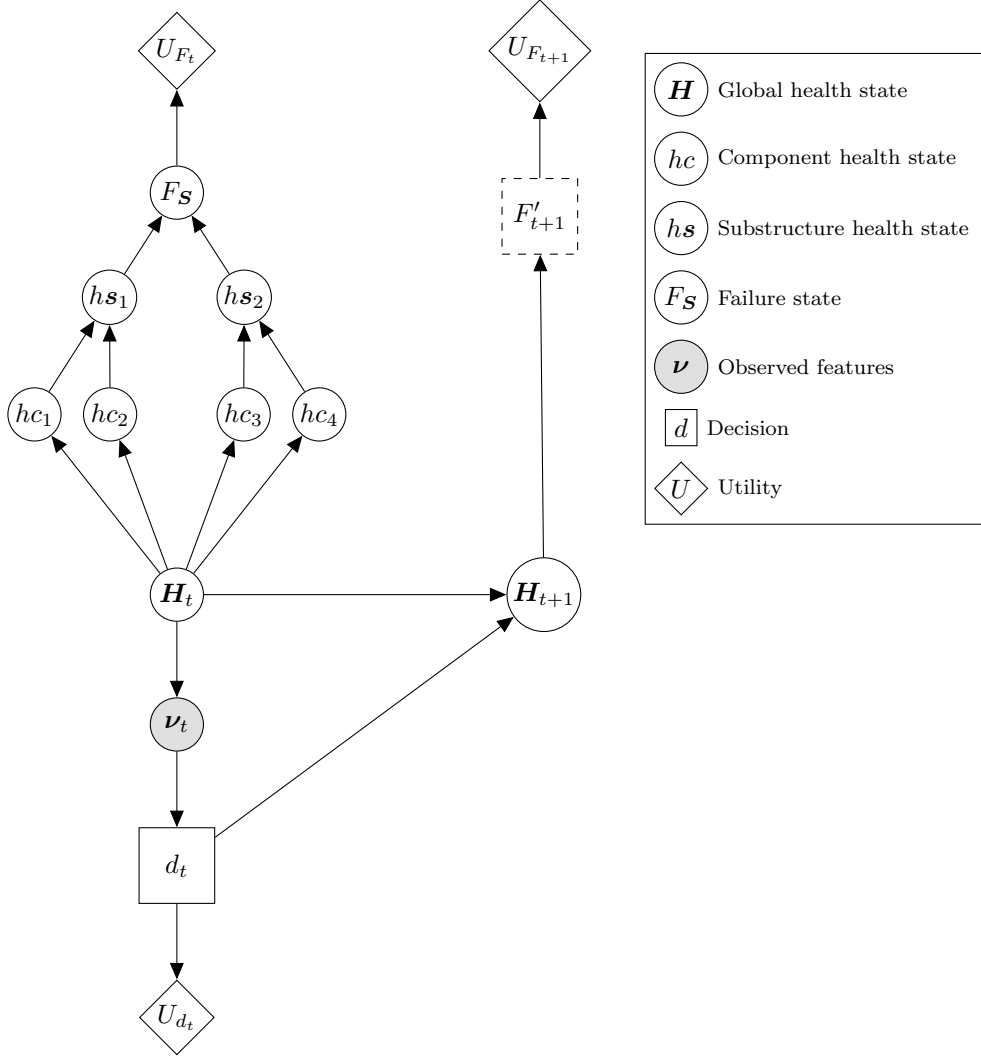 U_{F_t}
U_{F_{t+1}}
F_S
F'_{t+1}
hs_1
hs_2
hc_1
hc_2
hc_3
hc_4
H_t
H_{t+1}
ν_t
d_t
U_{d_t}
H Global health state
hc Component health state
hs Substructure health state
F_S Failure state
ν Observed features
d Decision
U Utility